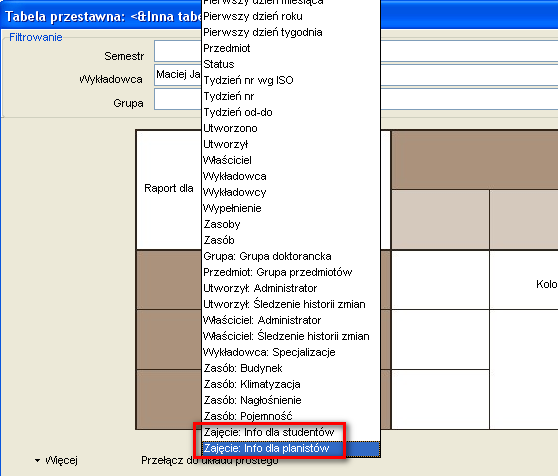 Tabela przestawna: <&Inna tabe
Filtrowanie
Semestr
Wykładowca
Maciej Ja
Grupa
Raport dla
Kolo
Pierwszy dzień miesiąca
Pierwszy dzień roku
Pierwszy dzień tygodnia
Przedmiot
Status
Tydzień nr wg ISO
Tydzień nr
Tydzień od-do
Utworzono
Utworzył
Właściciel
Wykładowca
Wykładowcy
Wypełnienie
Zasoby
Zasób
Grupa: Grupa doktorancka
Przedmiot: Grupa przedmiotów
Utworzył: Administrator
Utworzył: Śledzenie historii zmian
Właściciel: Administrator
Właściciel: Śledzenie historii zmian
Wykładowca: Specjalizacje
Zasób: Budynek
Zasób: Klimatyzacja
Zasób: Nagłośnienie
Zasób: Pojemność
Zajęcie: Info dla studentów
Zajęcie: Info dla planistów
Więcej
Przełącz do układu prostego